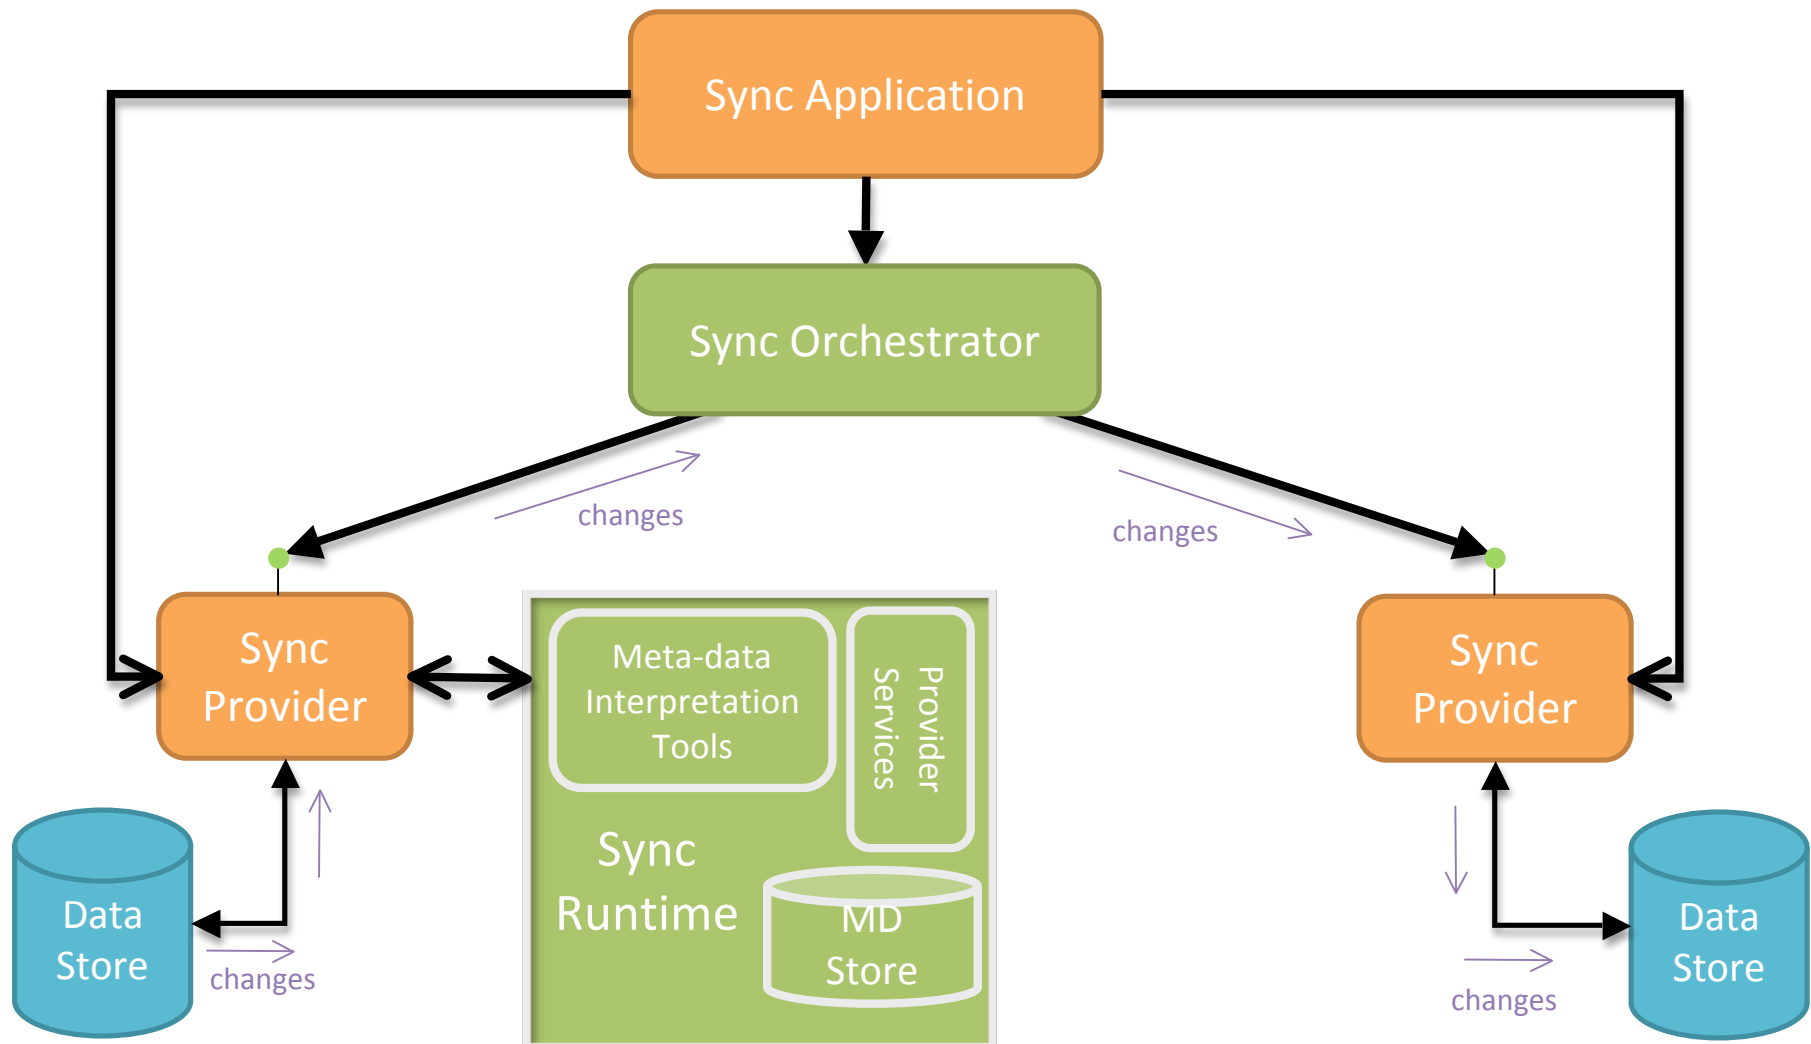 Sync Application
Sync Orchestrator
changes
changes
Sync
Provider
Meta-data
Interpretation
Tools
Provider
Services
Sync
Provider
Sync
Runtime
MD
Store
Data
Store
changes
Data
Store
changes